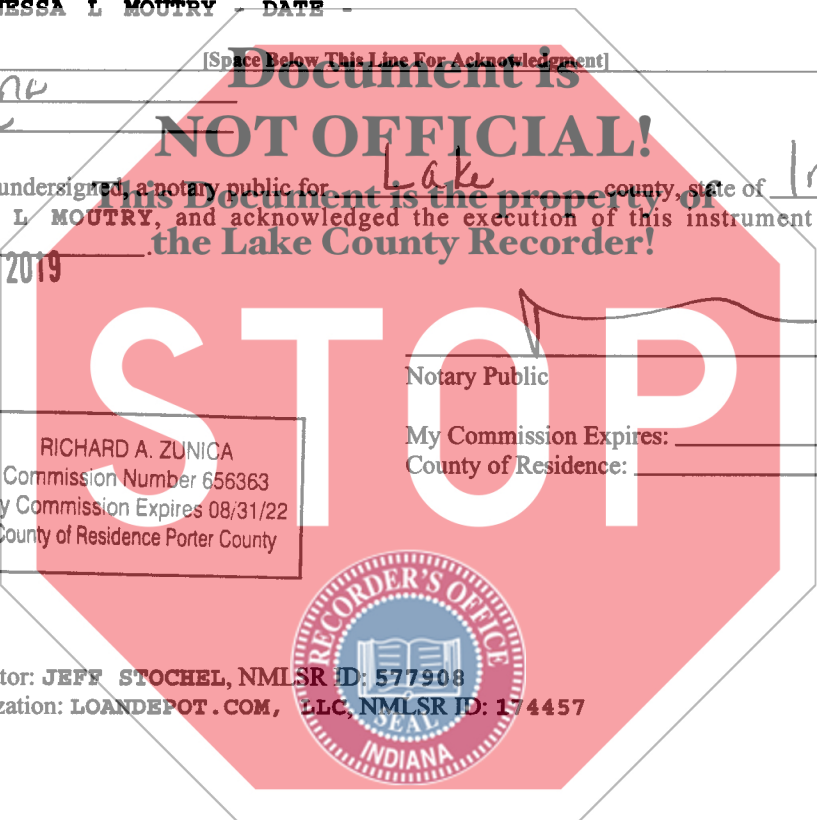 NESSA L MOUTRY - DATE -
[Space Below This Line For Acknowledgment]
Document is
NOT OFFICIAL!
undersigned, a notary public for Lake county, state of
This Document is the property of
L MOUTRY, and acknowledged the execution of this instrument
the Lake County Recorder!
2019
STOP
Notary Public
My Commission Expires:
County of Residence:
RICHARD A. ZUNICA
Commission Number 656363
y Commission Expires 08/31/22
County of Residence Porter County
RECORDER'S OFFICE
SEAL
INDIANA
tor: JEFF STOCHEL, NMLSR ID: 577908
zation: LOANDEPOT.COM, LLC, NMLSR ID: 174457